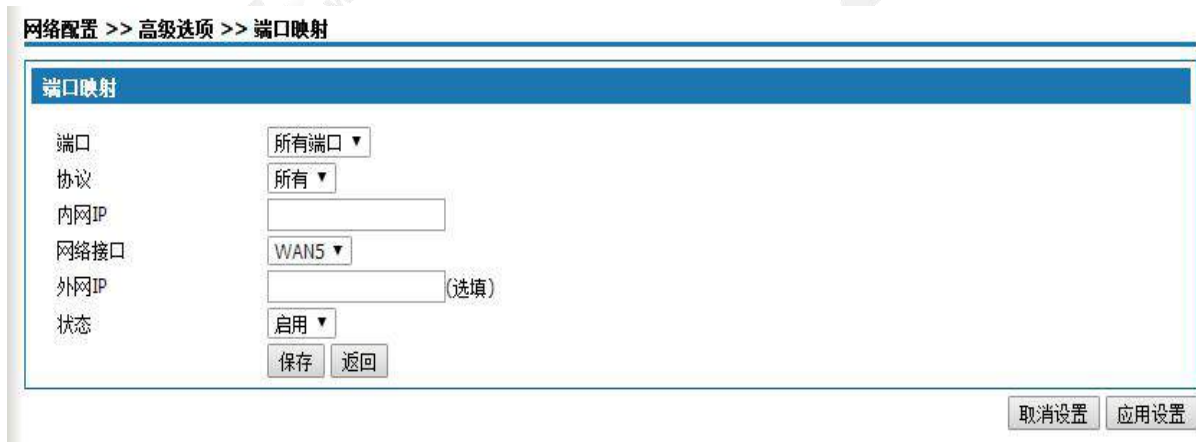 网络配置 >> 高级选项 >> 端口映射
端口映射
端口 所有端口
协议 所有
内网IP
网络接口 WAN5
外网IP (选填)
状态 启用
保存 返回
取消设置 应用设置